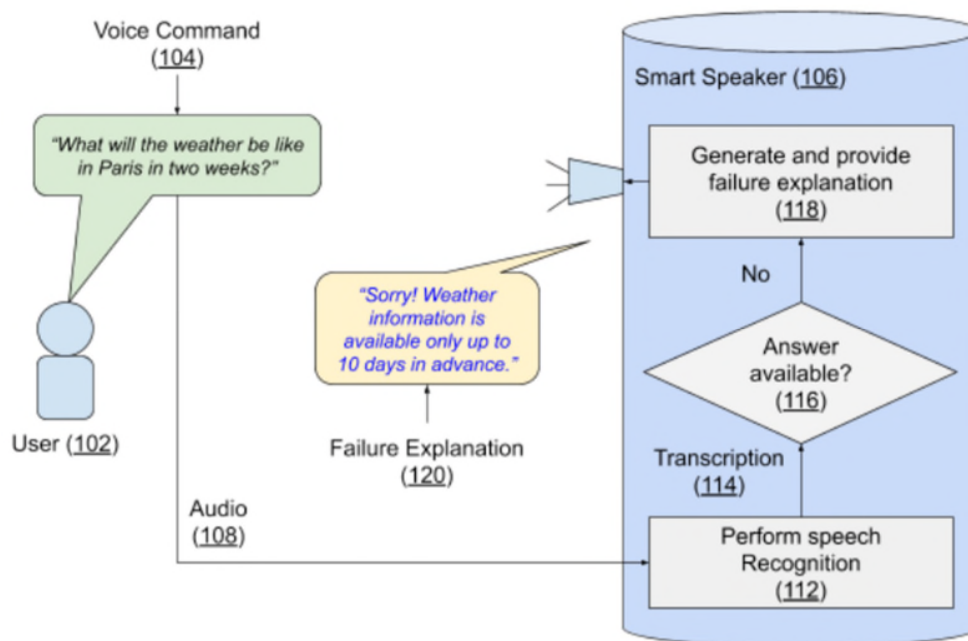 Voice Command
(104)
“What will the weather be like
in Paris in two weeks?”
User (102)
Audio
(108)
“Sorry! Weather
information is
available only up to
10 days in advance.”
Failure Explanation
(120)
Smart Speaker (106)
Generate and provide
failure explanation
(118)
No
Answer
available?
(116)
Transcription
(114)
Perform speech
Recognition
(112)